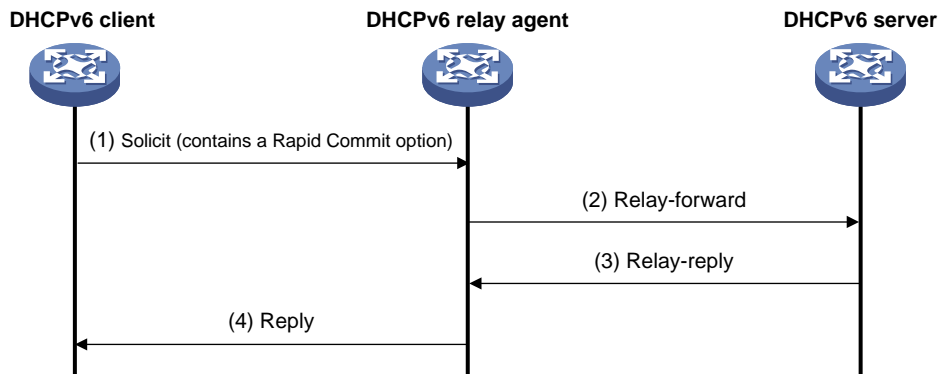 DHCPv6 client
DHCPv6 relay agent
DHCPv6 server
(1) Solicit (contains a Rapid Commit option)
(2) Relay-forward
(3) Relay-reply
(4) Reply